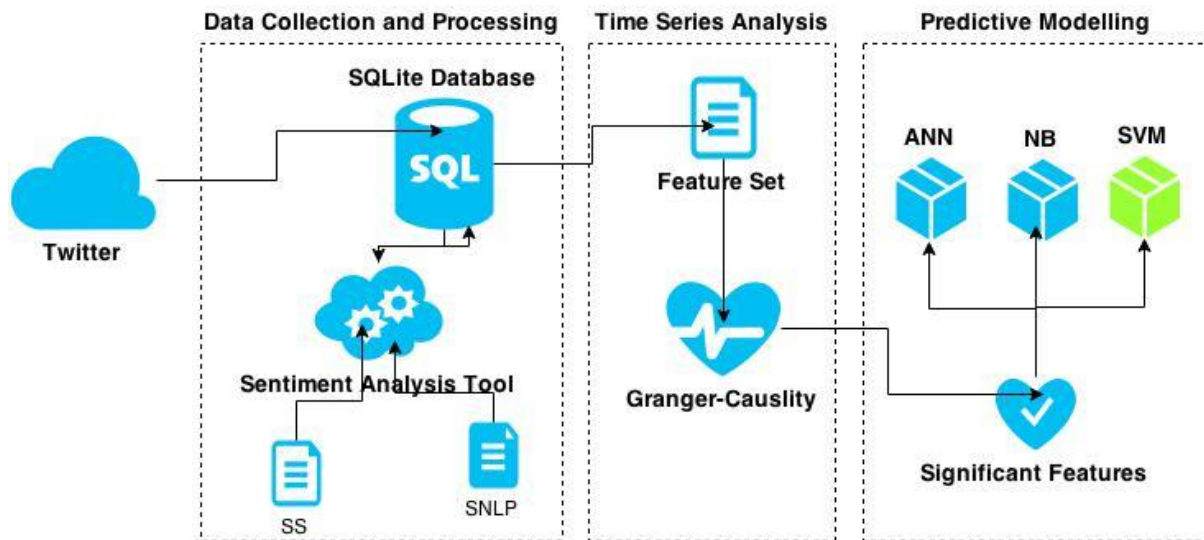 Data Collection and Processing
Time Series Analysis
Predictive Modelling
SQLite Database
SQL
Twitter
Sentiment Analysis Tool
SS
SNLP
Feature Set
Granger-Causlity
ANN
NB
SVM
Significant Features